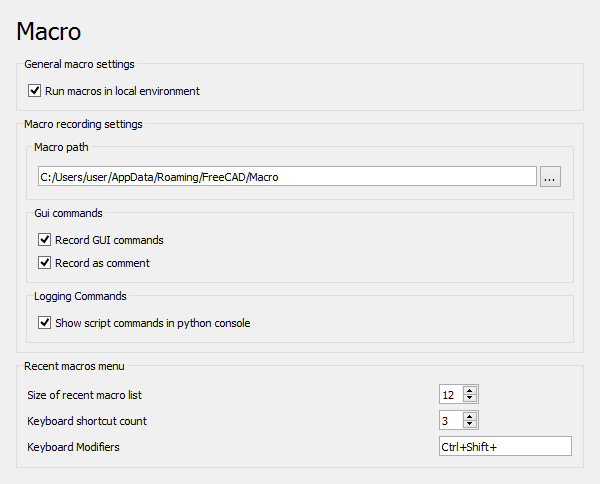 Macro
General macro settings
Run macros in local environment
Macro recording settings
Macro path
C:/Users/user/AppData/Roaming/FreeCAD/Macro ...
Gui commands
Record GUI commands
Record as comment
Logging Commands
Show script commands in python console
Recent macros menu
Size of recent macro list 12
Keyboard shortcut count 3
Keyboard Modifiers Ctrl+Shift+